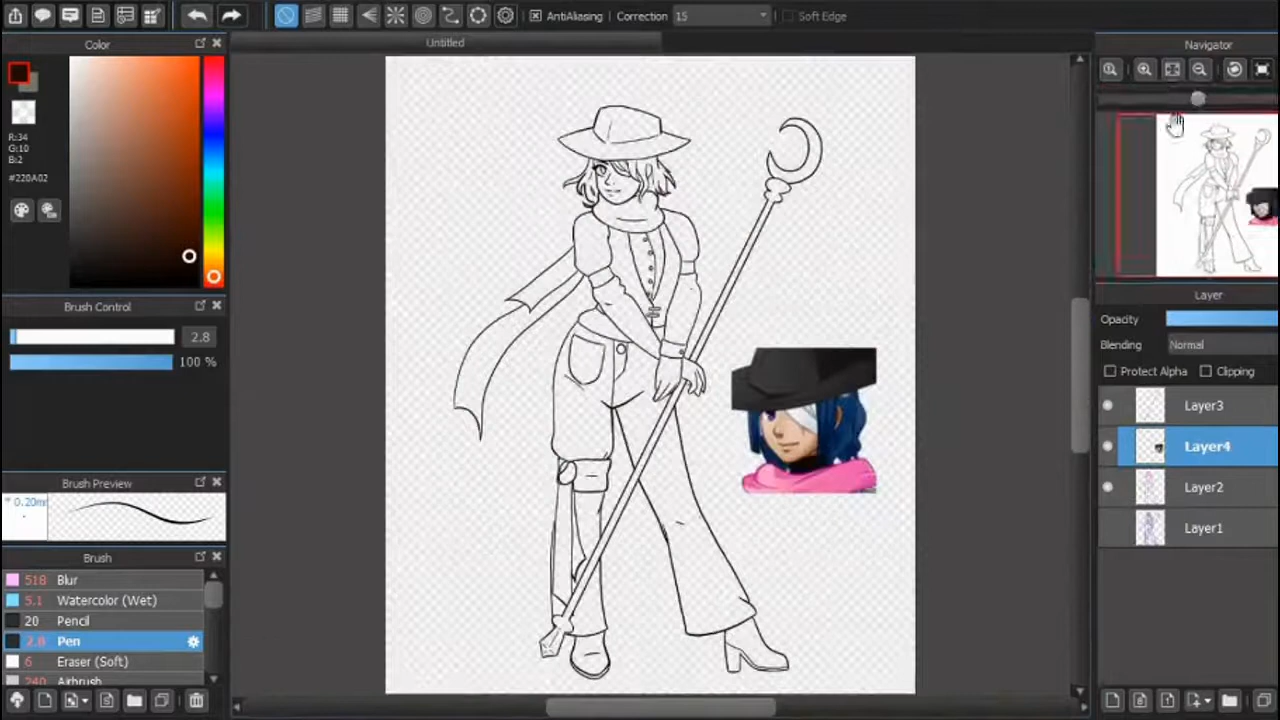 AntiAliasing Correction 15 Soft Edge
Color
Untitled
Navigator
R:34
G:10
B:2
#220A02
Brush Control
2.8
100 %
Brush Preview
* 0.20mm
Brush
518 Blur
5.1 Watercolor (Wet)
20 Pencil
2.8 Pen
6 Eraser (Soft)
240 Airbrush
Layer
Opacity
Blending Normal
Protect Alpha Clipping
Layer3
Layer4
Layer2
Layer1